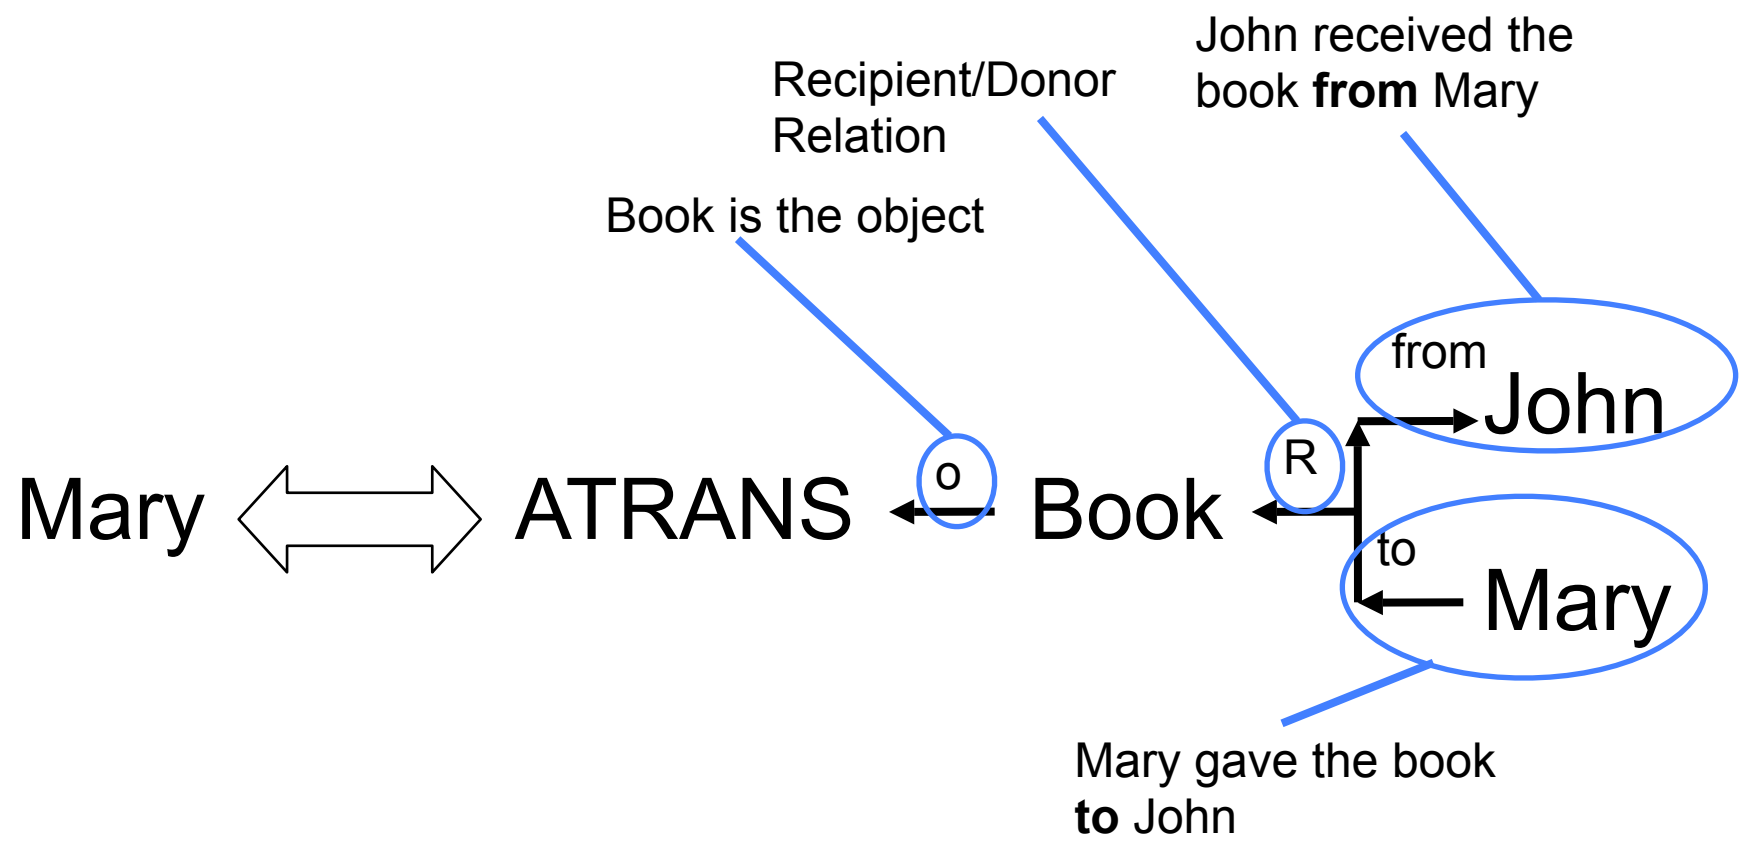 John received the
book from Mary
Recipient/Donor
Relation
Book is the object
from
John
R
o
Mary
ATRANS
Book
to
Mary
Mary gave the book
to John